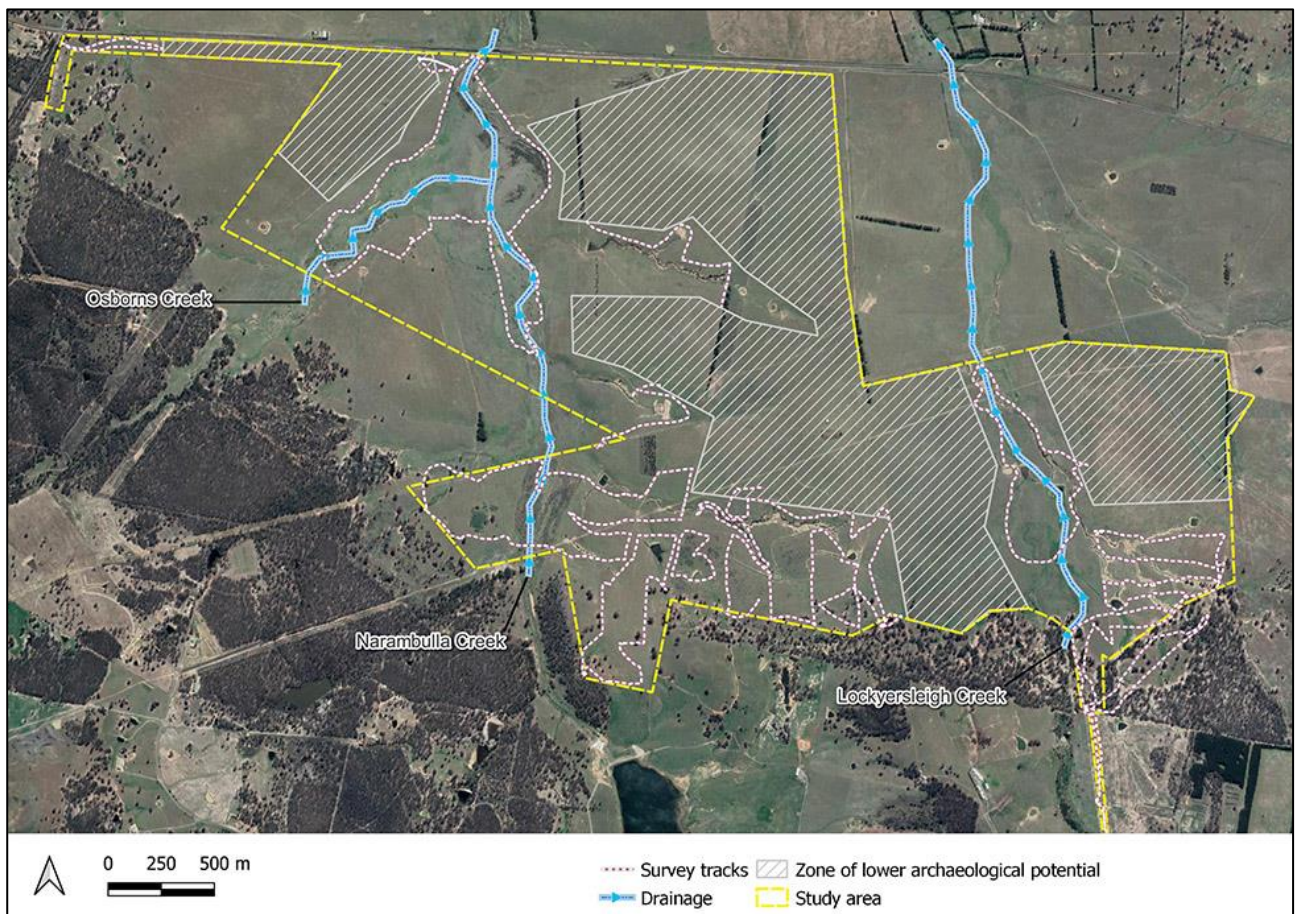 Osborns Creek
Narambulla Creek
Lockyersleigh Creek
0 250 500 m
Survey tracks
Zone of lower archaeological potential
Drainage
Study area